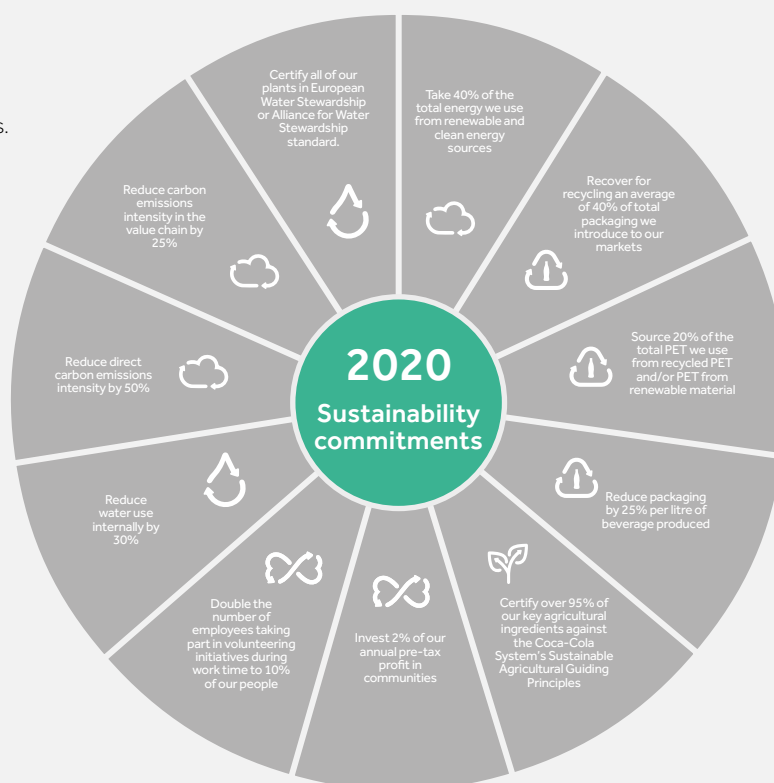 s.
2020
Sustainability
commitments
Take 40% of the
total energy we use
from renewable and
clean energy
sources
Recover for
recycling an average
of 40% of total
packaging we
introduce to our
markets
Source 20% of the
total PET we use
from recycled PET
and/or PET from
renewable material
Reduce packaging
by 25% per litre of
beverage produced
Certify over 95% of
our key agricultural
ingredients against
the Coca-Cola
System's Sustainable
Agricultural Guiding
Principles
Invest 2% of our
annual pre-tax
profit in
communities
Double the
number of
employees taking
part in volunteering
initiatives during
work time to 10%
of our people
Reduce
water use
internally by
30%
Reduce direct
carbon emissions
intensity by 50%
Reduce carbon
emissions
intensity in the
value chain by
25%
Certify all of our
plants in European
Water Stewardship
or Alliance for Water
Stewardship
standard.